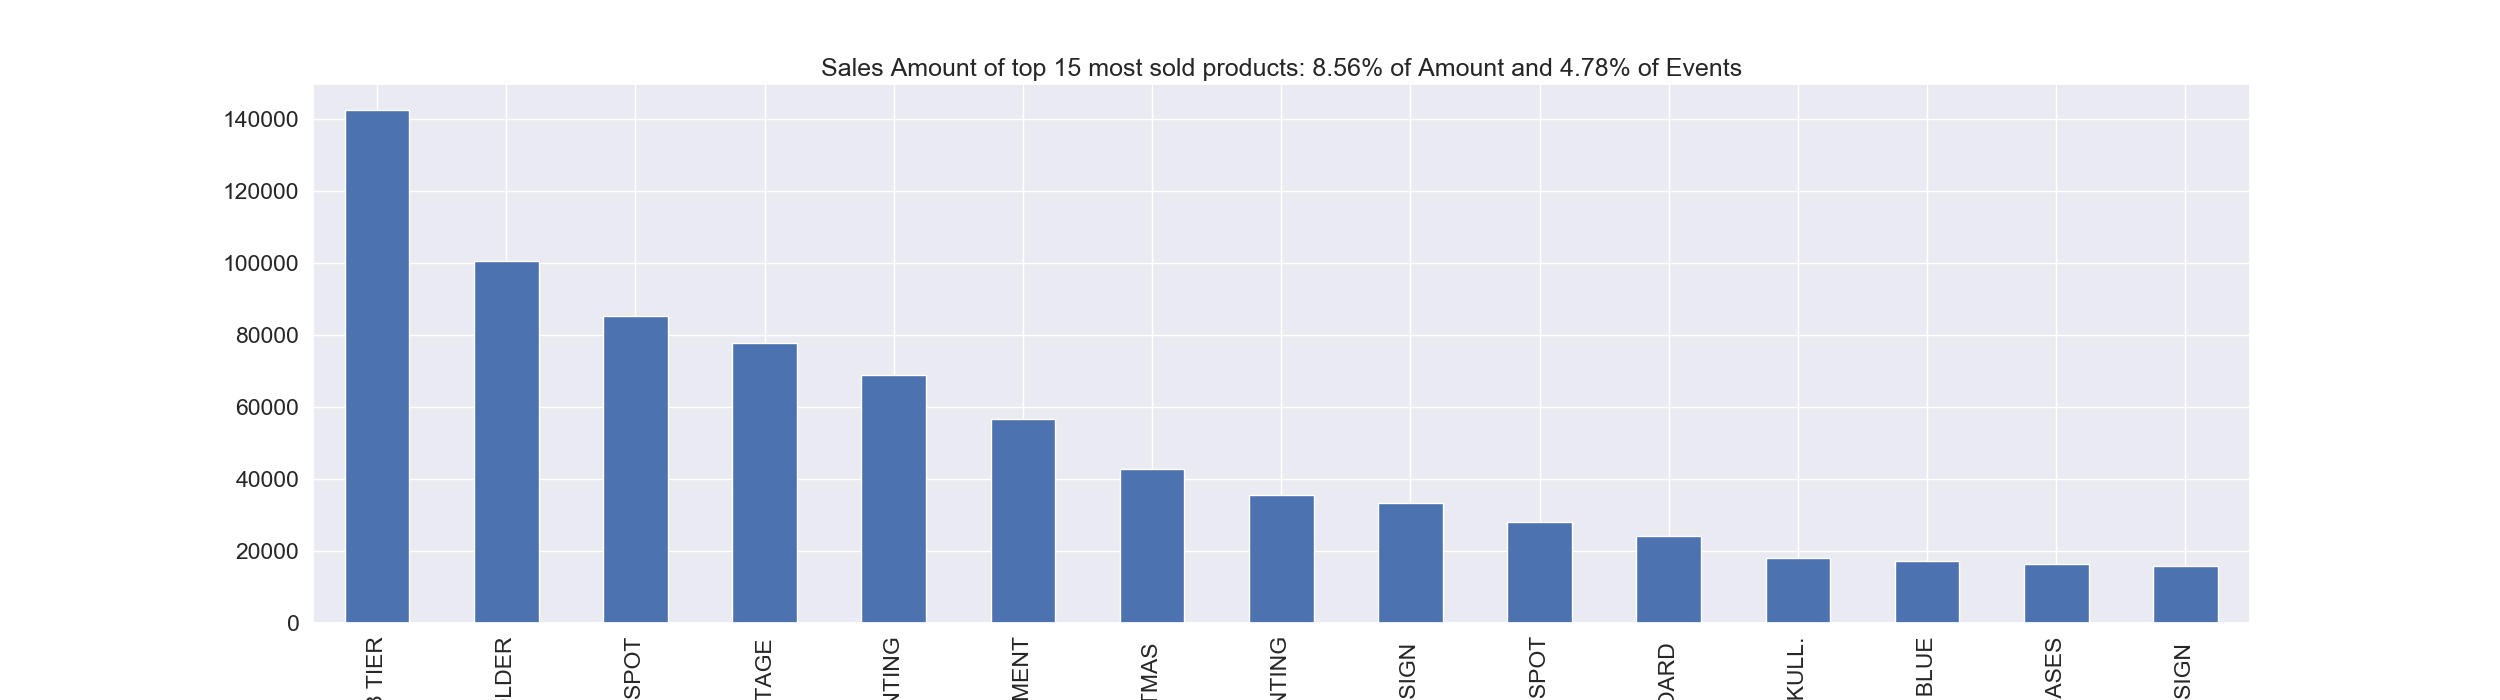 Sales Amount of top 15 most sold products: 8.56% of Amount and 4.78% of Events
140000
120000
100000
80000
60000
40000
20000
0
TIER
LDER
SPOT
TAGE
NTING
MENT
TMAS
NTING
SIGN
SPOT
OARD
KULL.
BLUE
ASES
SIGN